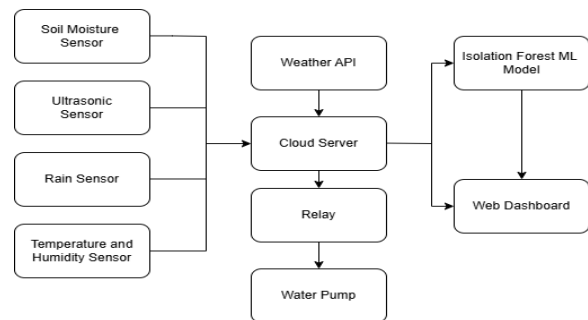 Soil Moisture
Sensor
Ultrasonic
Sensor
Rain Sensor
Temperature and
Humidity Sensor
Weather API
Cloud Server
Relay
Water Pump
Isolation Forest ML
Model
Web Dashboard